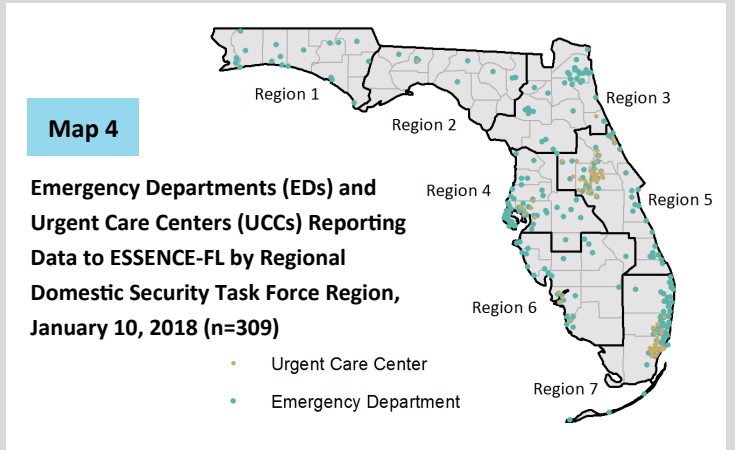 Map 4
Emergency Departments (EDs) and
Urgent Care Centers (UCCs) Reporting
Data to ESSENCE-FL by Regional
Domestic Security Task Force Region,
January 10, 2018 (n=309)
Region 1
Region 2
Region 3
Region 4
Region 5
Region 6
Region 7
Urgent Care Center
Emergency Department